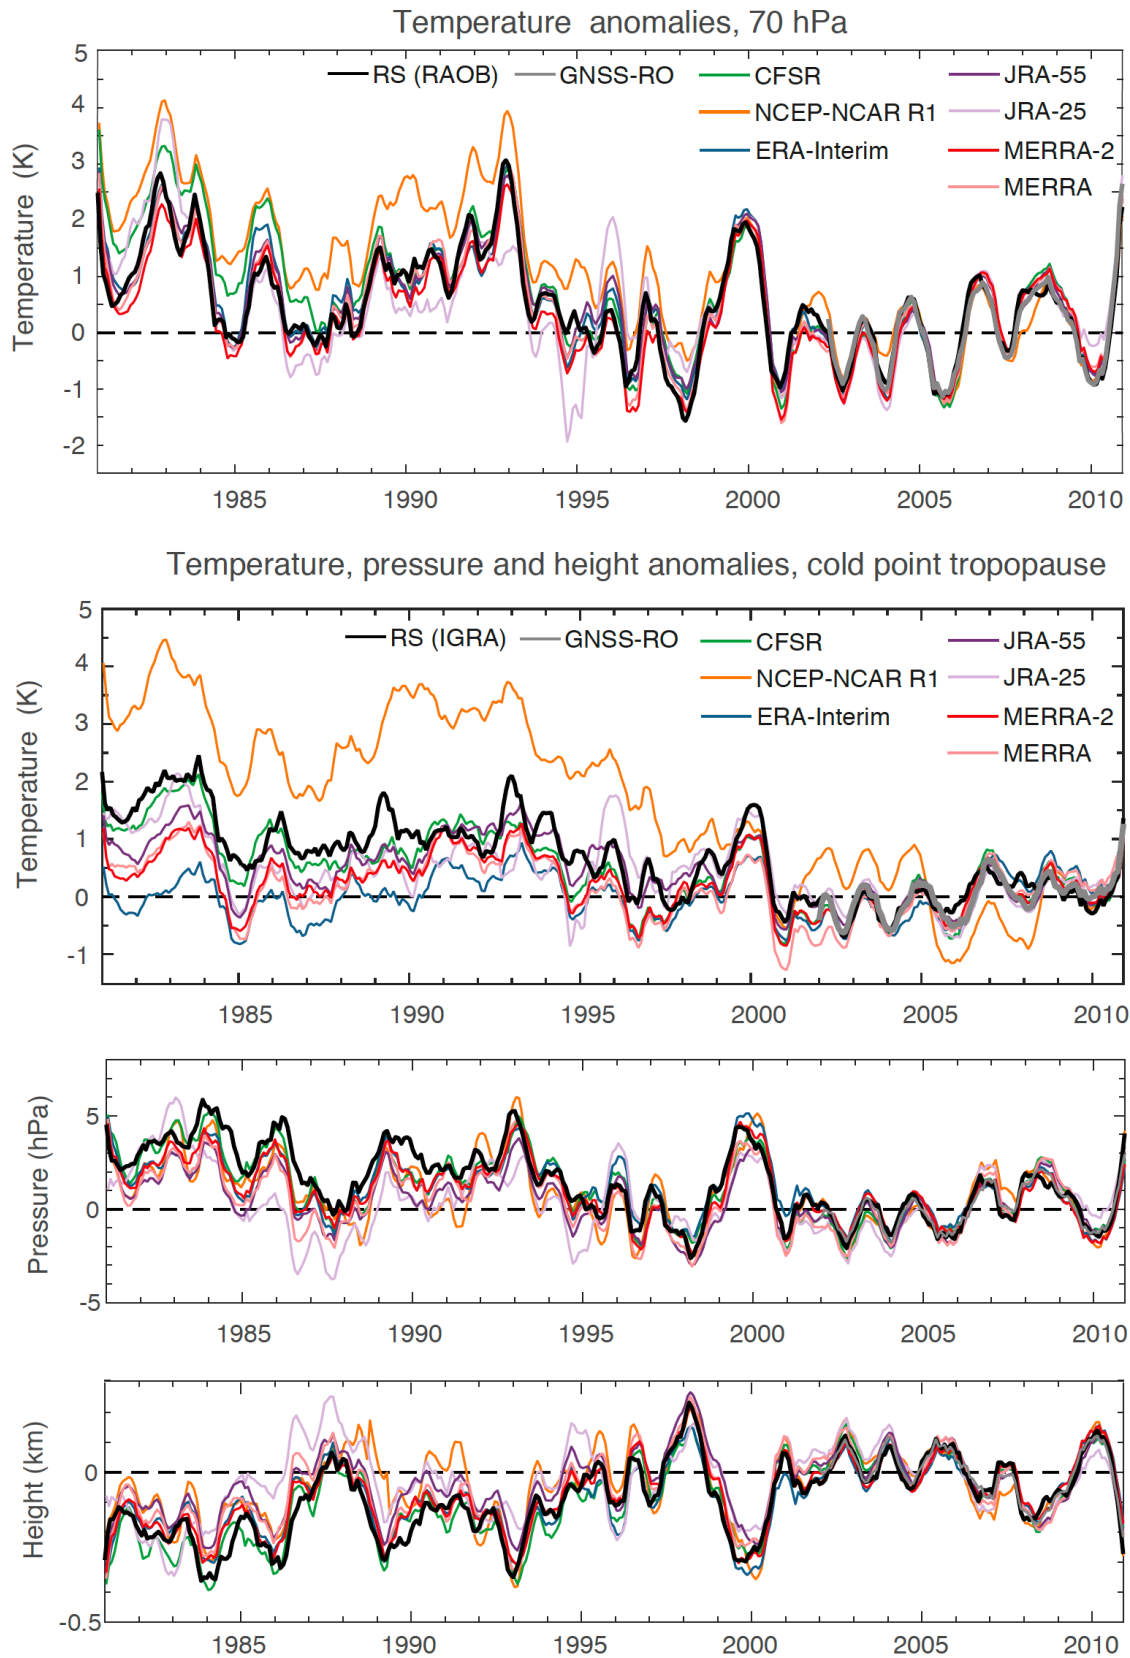 Temperature anomalies, 70 hPa
RS (RAOB) GNSS-RO CFSR JRA-55
NCEP-NCAR R1 JRA-25
ERA-Interim MERRA-2
MERRA
Temperature (K)
5
4
3
2
1
0
-1
-2
1985 1990 1995 2000 2005 2010
Temperature, pressure and height anomalies, cold point tropopause
RS (IGRA) GNSS-RO CFSR JRA-55
NCEP-NCAR R1 JRA-25
ERA-Interim MERRA-2
MERRA
Temperature (K)
5
4
3
2
1
0
-1
1985 1990 1995 2000 2005 2010
Pressure (hPa)
5
0
-5
1985 1990 1995 2000 2005 2010
Height (km)
0
-0.5
1985 1990 1995 2000 2005 2010